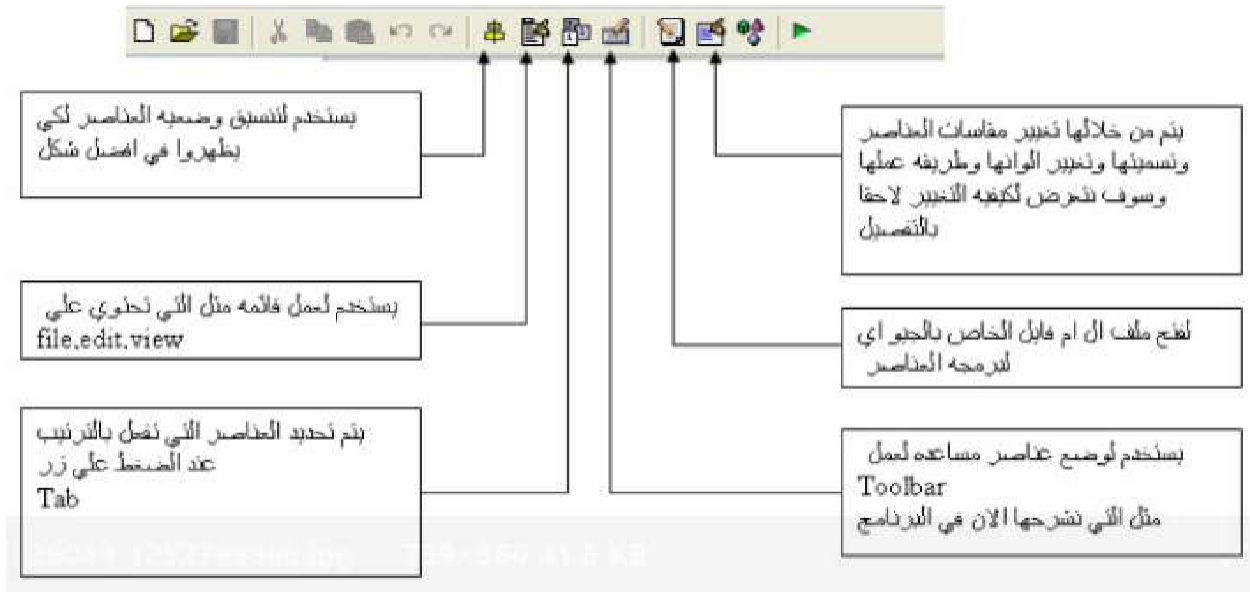 يستخدم لتنسيق وضعيه العناصر لكي
يظهروا في افضل شكل
يتم من خلالها تغيير مقاسات العناصر
وتسميتها وتغيير الوانها وطريقه عملها
وسوف نتعرض لكيفيه التغيير لاحقا
بالتفصيل
يستخدم لعمل قائمه مثل التي تحتوي علي
file,edit,view
لفتح ملف ال ام فايل الخاص بالجيو اي
لبرمجه العناصر
يتم تحديد العناصر التي تفعل بالترتيب
عند الضغط علي زر
Tab
يستخدم لوضع عناصر مساعده لعمل
Toolbar
مثل التي نشرحها الان في البرنامج